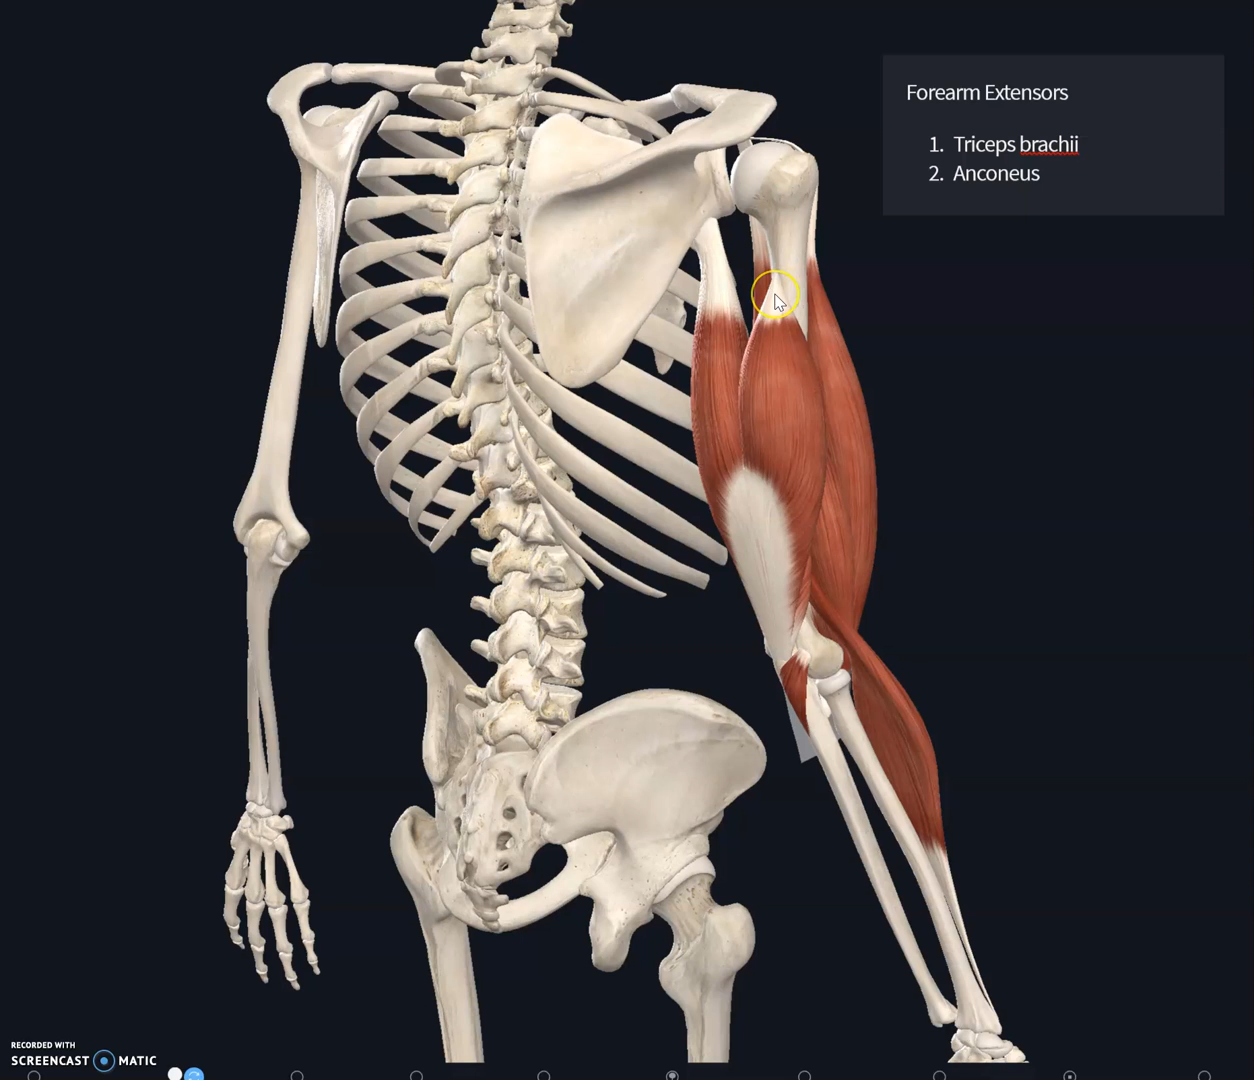 Forearm Extensors
1. Triceps brachii
2. Anconeus
RECORDED WITH
SCREENCAST MATIC